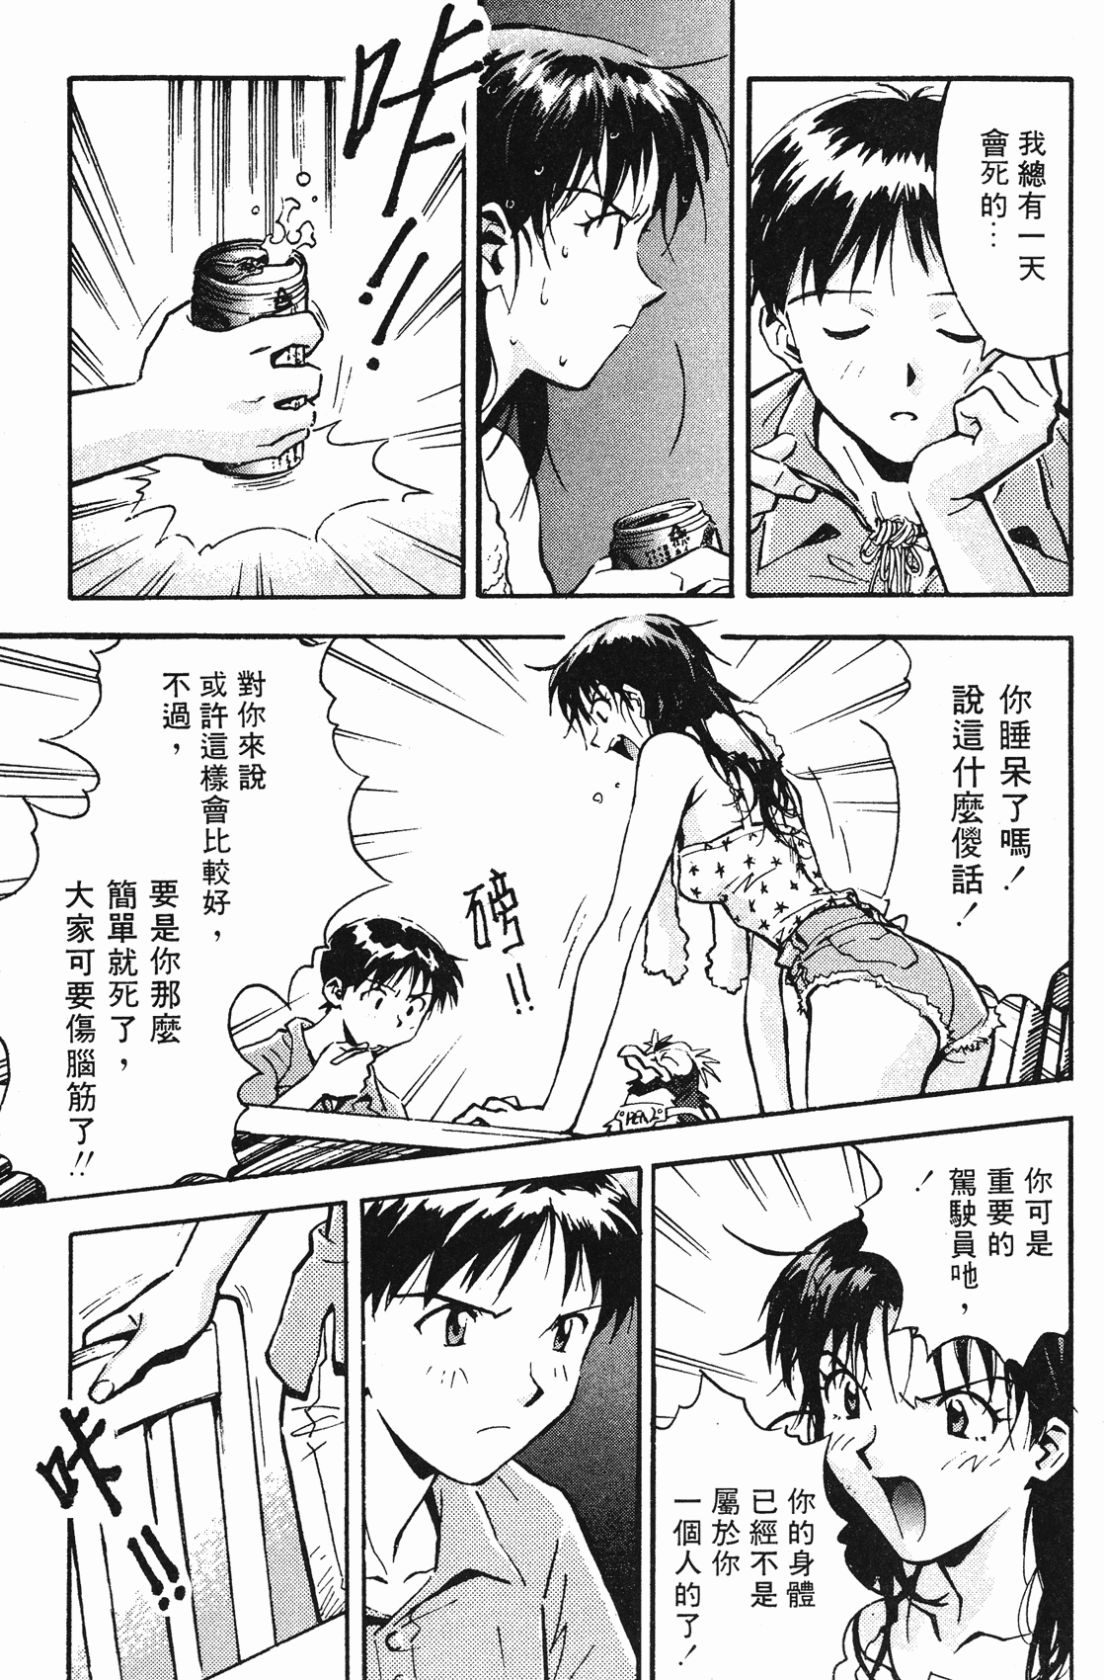 我總有一天
會死的…
咔!!
你睡呆了嗎!
說這什麼傻話!
磅!!
對你來說
或許這樣會比較好,
不過,
要是你那麼
簡單就死了,
大家可要傷腦筋了!!
你可是
重要的
駕駛員吔,
!
你的身體
已經不是
屬於你
一個人的了!
咔!!